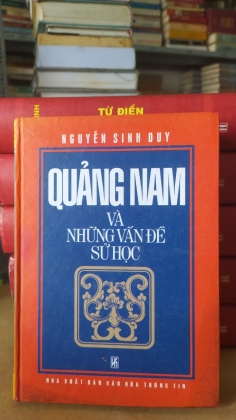 TỪ ĐIỂN
NGUYỄN SINH DUY
QUẢNG NAM
VÀ
NHỮNG VẤN ĐỀ
SỬ HỌC
NHÀ XUẤT BẢN VĂN HÓA THÔNG TIN